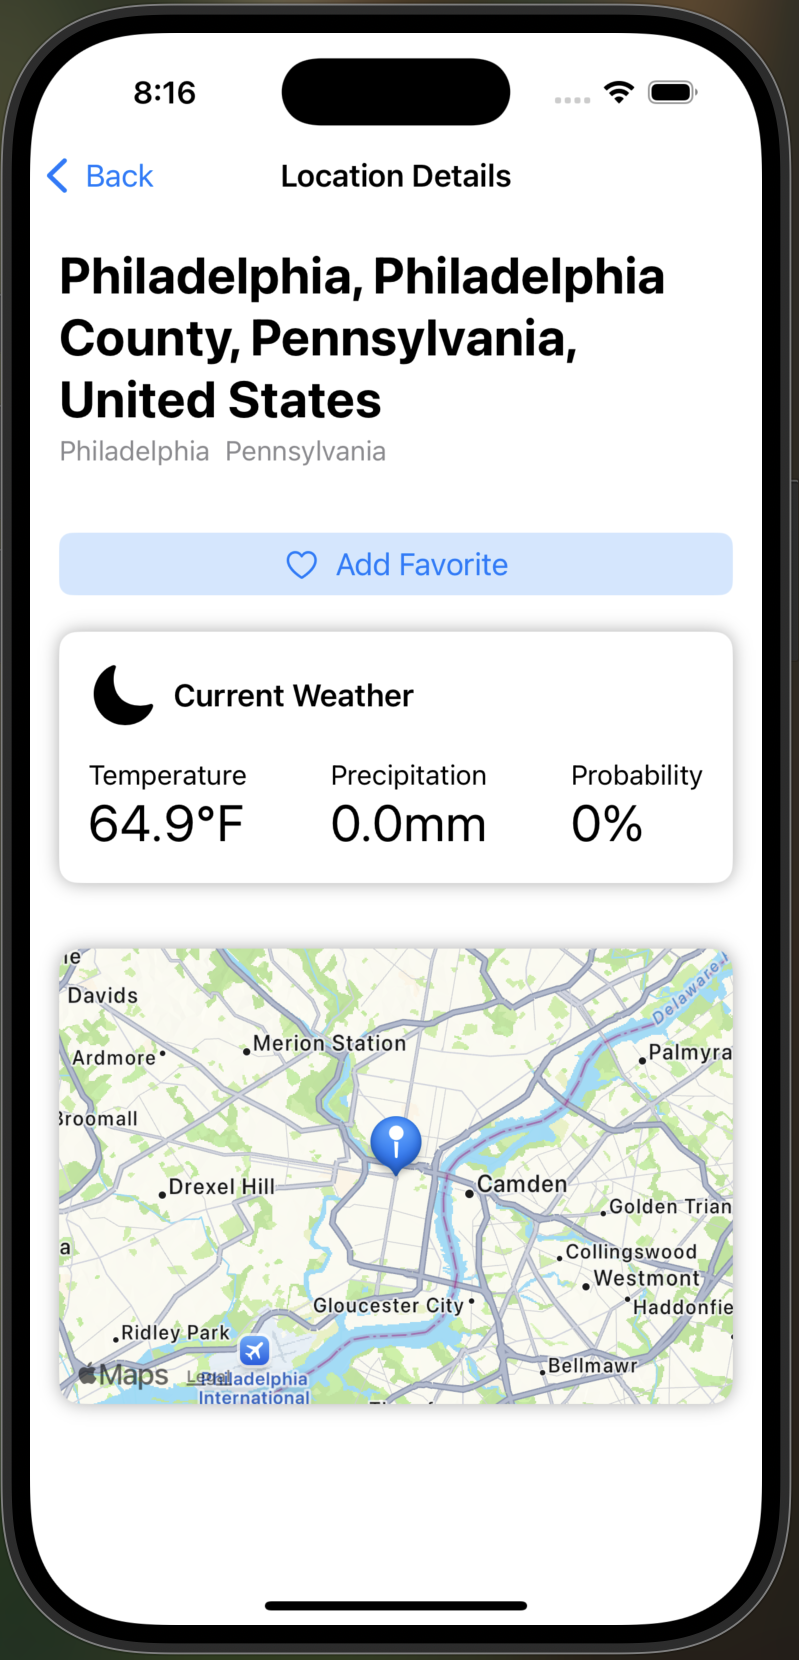 8:16
Back
Location Details
Philadelphia, Philadelphia
County, Pennsylvania,
United States
Philadelphia Pennsylvania
Add Favorite
Current Weather
Temperature Precipitation Probability
64.9°F 0.0mm 0%
Davids
Delaware
Merion Station
Palmyra
Ardmore
Broomall
Camden
Drexel Hill
Golden Trian
a
Collingswood
Westmont
Gloucester City
Haddonfie
Ridley Park
Bellmawr
Maps
Legal
Philadelphia
International